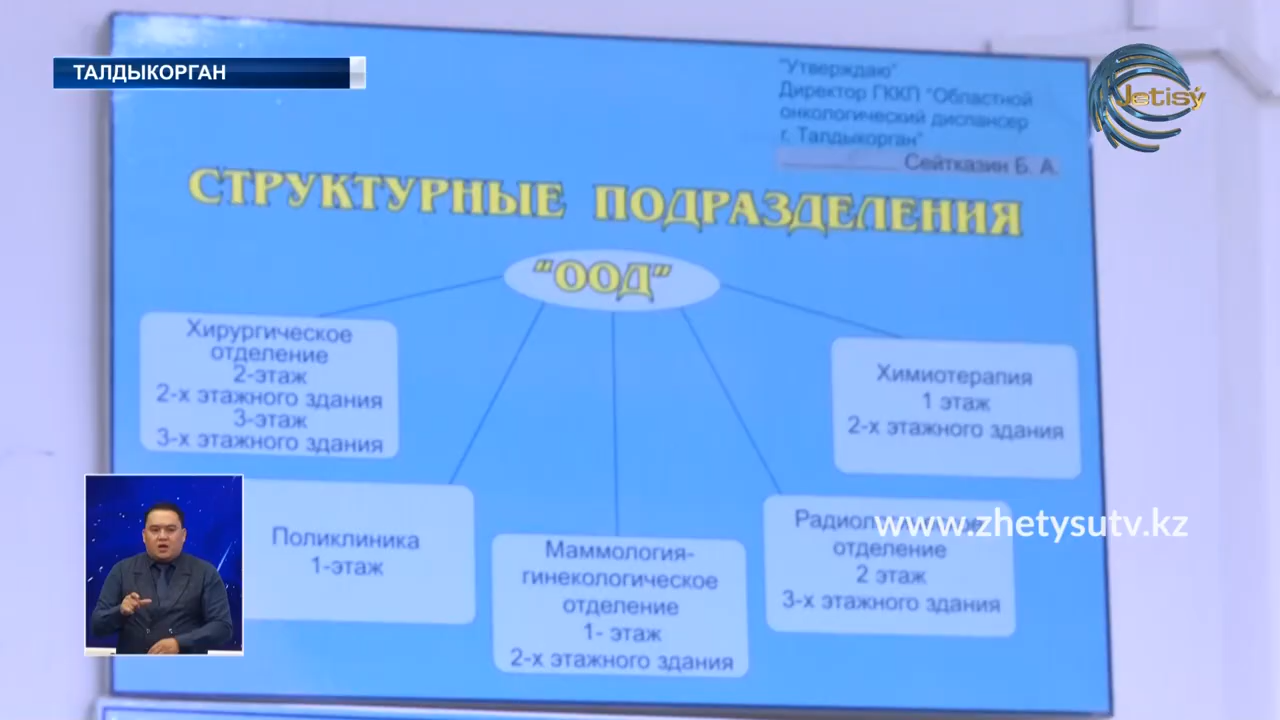 ТАЛДЫКОРГАН
Jetisý
"Утверждаю"
Директор ГККП "Областной
онкологический диспансер
г. Талдыкорган"
Сейтказин Б. А.
СТРУКТУРНЫЕ ПОДРАЗДЕЛЕНИЯ
"ООД"
Хирургическое
отделение
2-этаж
2-х этажного здания
3-этаж
3-х этажного здания
Химиотерапия
1 этаж
2-х этажного здания
Поликлиника
1-этаж
Маммология-
гинекологическое
отделение
1- этаж
2-х этажного здания
отделение
2 этаж
3-х этажного здания
www.zhetysutv.kz